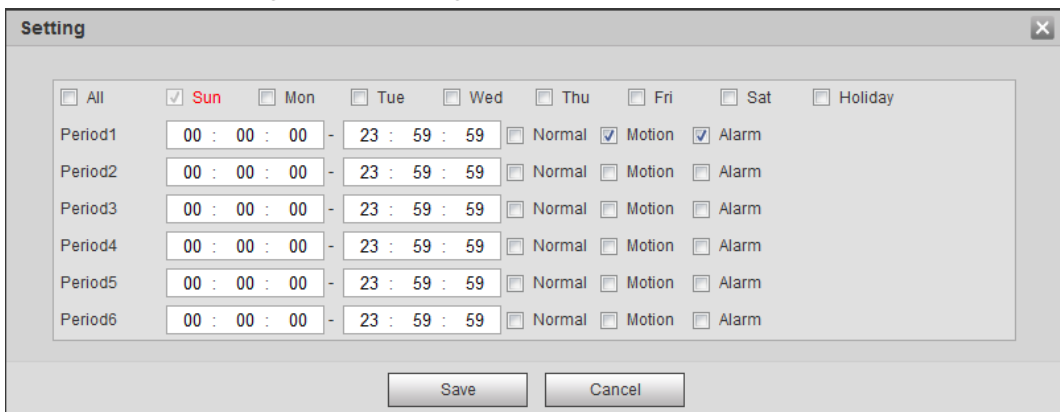 Setting
All Sun Mon Tue Wed Thu Fri Sat Holiday
Period1 00 : 00 : 00 - 23 : 59 : 59 Normal Motion Alarm
Period2 00 : 00 : 00 - 23 : 59 : 59 Normal Motion Alarm
Period3 00 : 00 : 00 - 23 : 59 : 59 Normal Motion Alarm
Period4 00 : 00 : 00 - 23 : 59 : 59 Normal Motion Alarm
Period5 00 : 00 : 00 - 23 : 59 : 59 Normal Motion Alarm
Period6 00 : 00 : 00 - 23 : 59 : 59 Normal Motion Alarm
Save Cancel